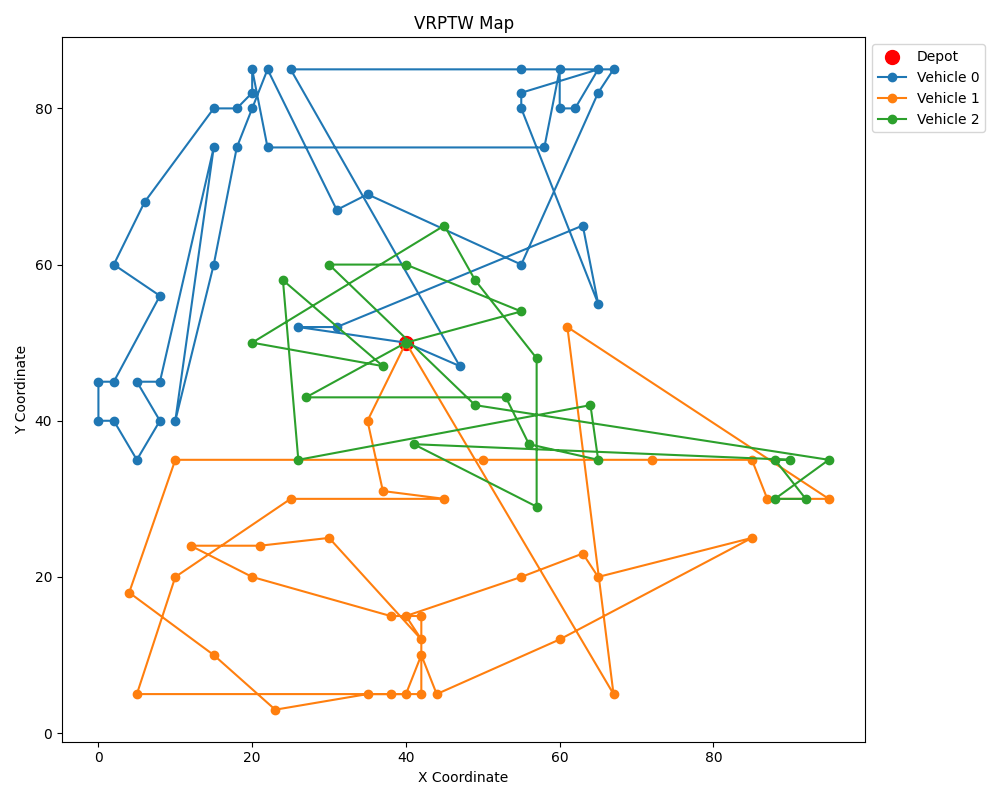 VRPTW Map
Depot
Vehicle 0
Vehicle 1
Vehicle 2
Y Coordinate
80
60
40
20
0
0 20 40 60 80
X Coordinate